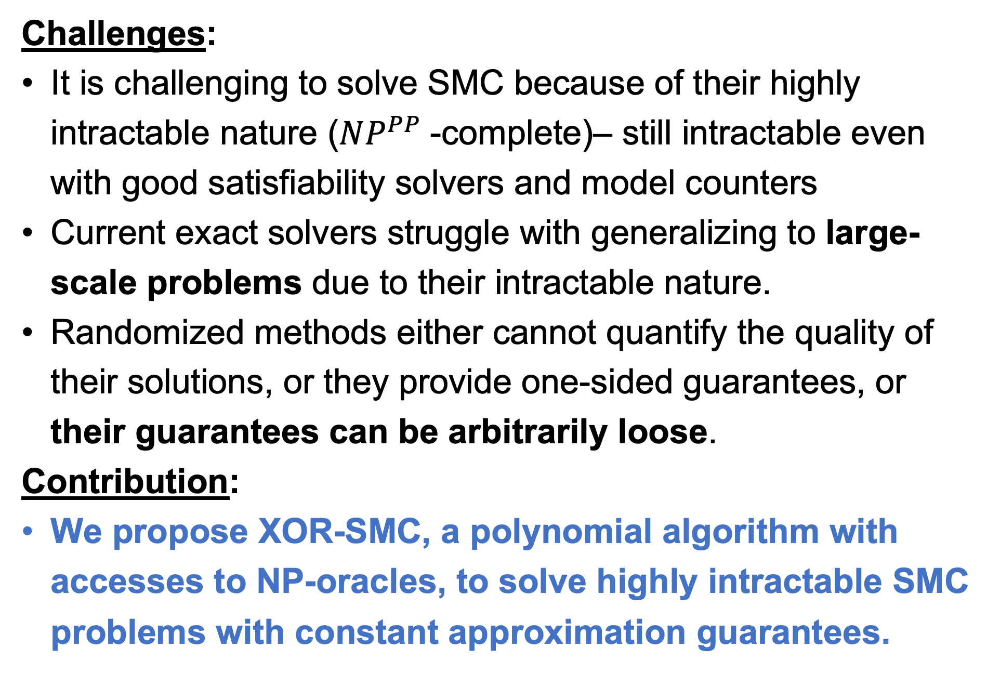 Challenges:
• It is challenging to solve SMC because of their highly
intractable nature (𝑁𝑃^𝑃𝑃 -complete)– still intractable even
with good satisfiability solvers and model counters
• Current exact solvers struggle with generalizing to large-
scale problems due to their intractable nature.
• Randomized methods either cannot quantify the quality of
their solutions, or they provide one-sided guarantees, or
their guarantees can be arbitrarily loose.
Contribution:
• We propose XOR-SMC, a polynomial algorithm with
accesses to NP-oracles, to solve highly intractable SMC
problems with constant approximation guarantees.